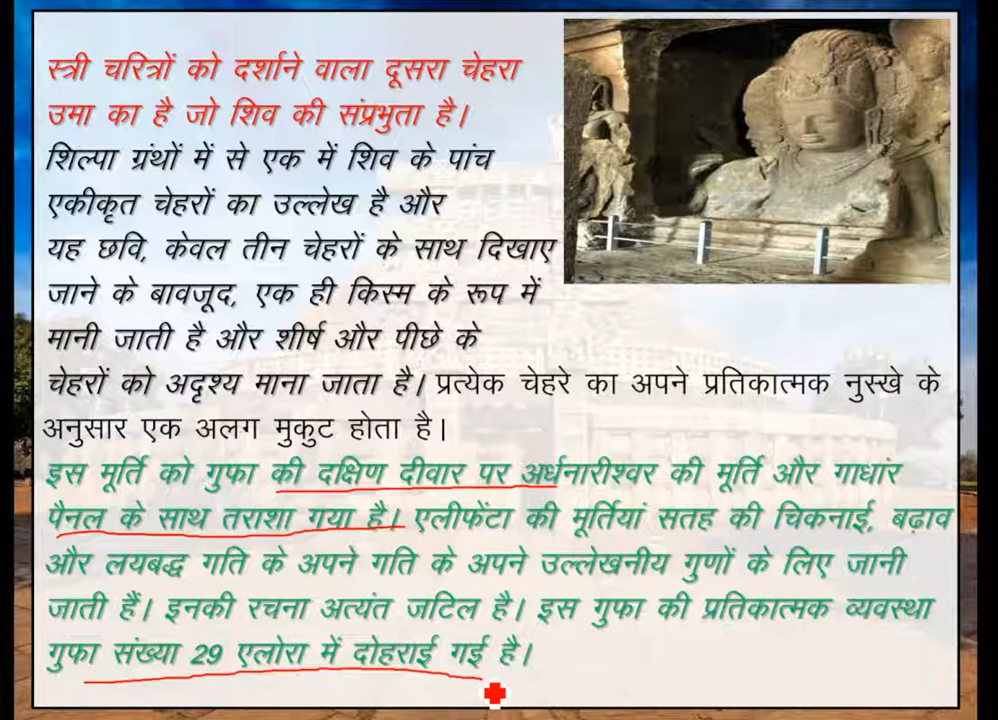 स्त्री चरित्रों को दर्शाने वाला दूसरा चेहरा
उमा का है जो शिव की संप्रभुता है।
शिल्पा ग्रंथों में से एक में शिव के पांच
एकीकृत चेहरों का उल्लेख है और
यह छवि, केवल तीन चेहरों के साथ दिखाए
जाने के बावजूद, एक ही किस्म के रूप में
मानी जाती है और शीर्ष और पीछे के
चेहरों को अदृश्य माना जाता है। प्रत्येक चेहरे का अपने प्रतिकात्मक नुस्खे के
अनुसार एक अलग मुकुट होता है।
इस मूर्ति को गुफा की दक्षिण दीवार पर अर्धनारीश्वर की मूर्ति और गाधांर
पैनल के साथ तराशा गया है। एलीफेंटा की मूर्तियां सतह की चिकनाई, बढ़ाव
और लयबद्ध गति के अपने गति के अपने उल्लेखनीय गुणों के लिए जानी
जाती हैं। इनकी रचना अत्यंत जटिल है। इस गुफा की प्रतिकात्मक व्यवस्था
गुफा संख्या 29 एलोरा में दोहराई गई है।